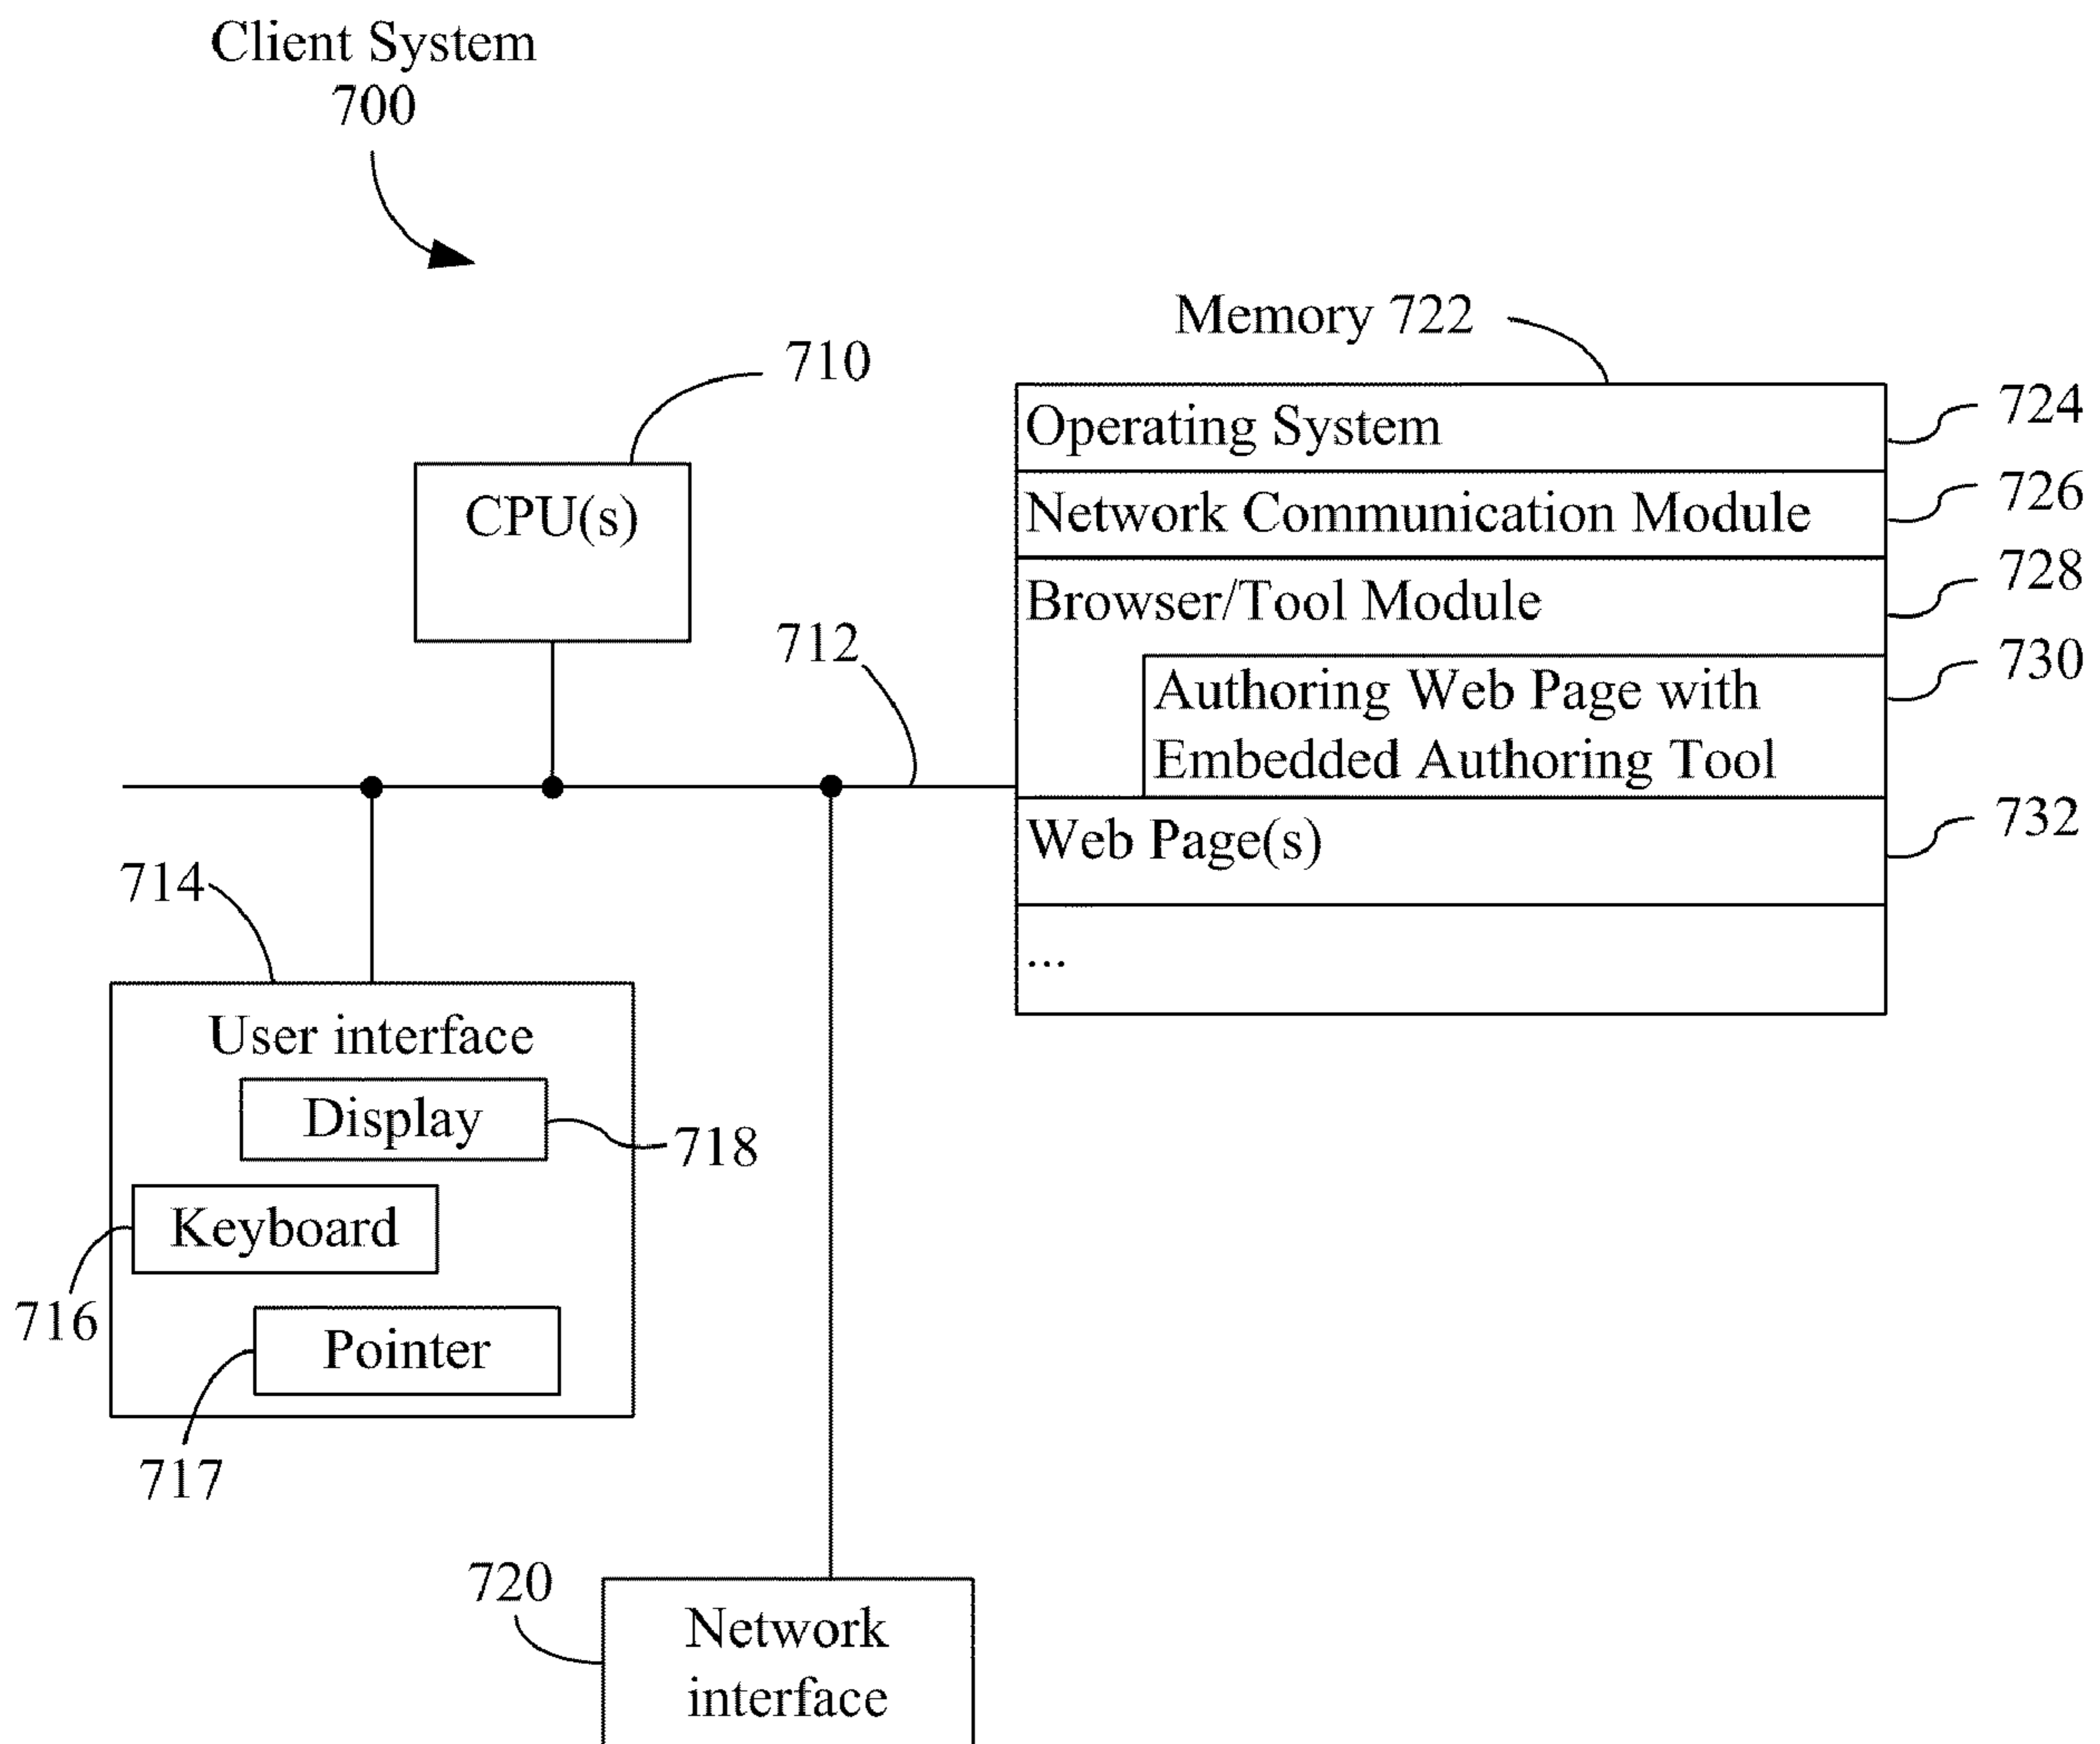 Client System
700
Memory 722
710
724
Operating System
CPU(s)
726
Network Communication Module
728
Browser/Tool Module
712
730
Authoring Web Page with
Embedded Authoring Tool
732
Web Page(s)
714
...
User interface
Display
718
Keyboard
716
Pointer
717
720
Network
interface